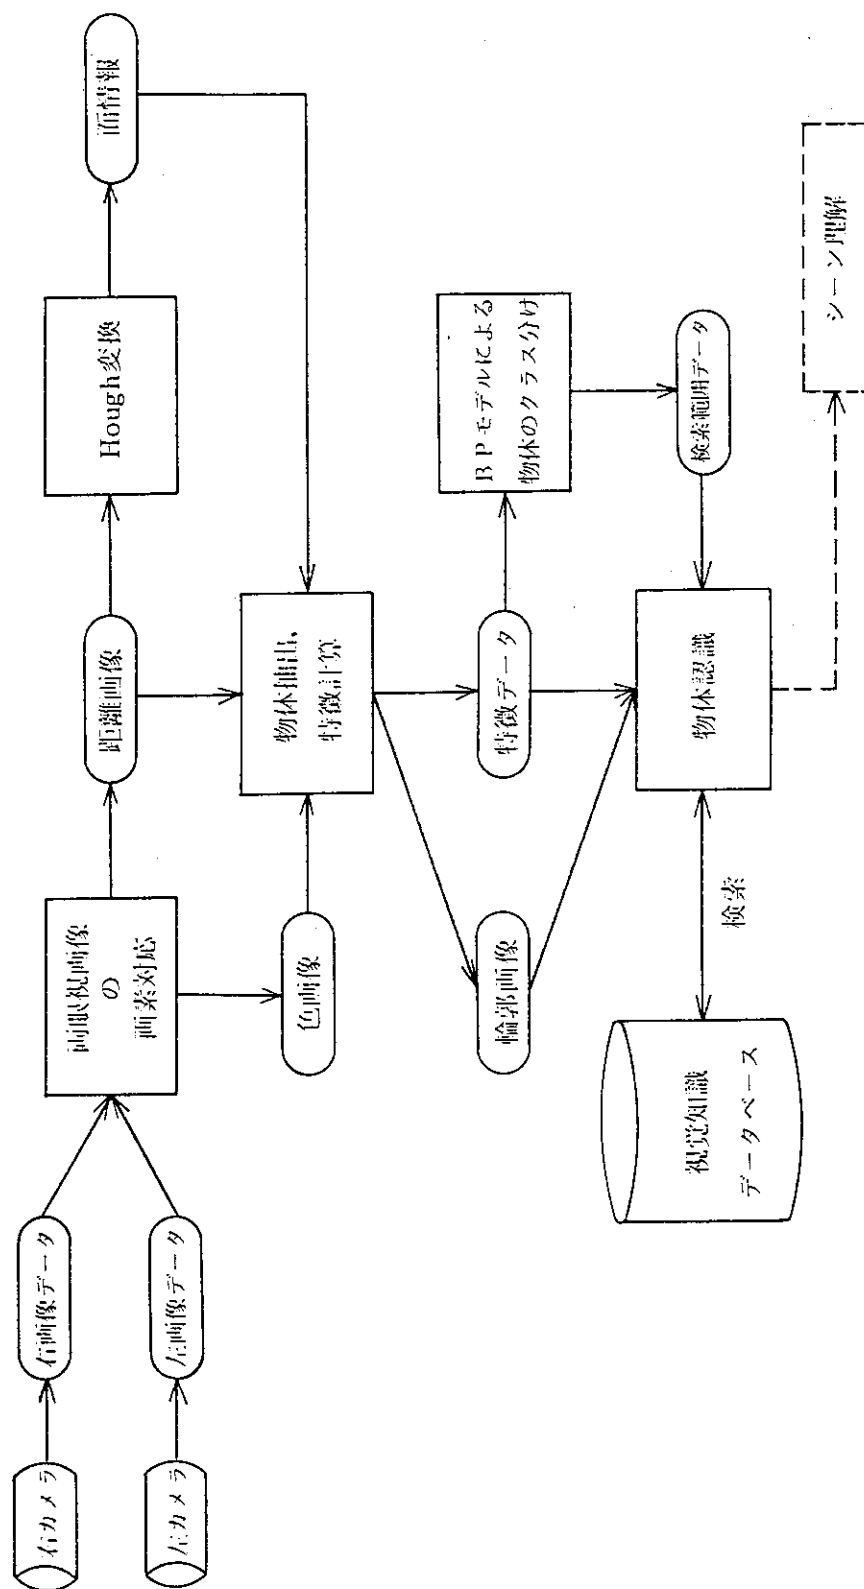 右カメラ
左カメラ
右画像データ
左画像データ
両眼視画像
の
画素対応
距離画像
Hough変換
面情報
色画像
物体抽出,
特徴計算
輪郭画像
特徴データ
BPモデルによる
物体のクラス分け
検索範囲データ
視覚知識
データベース
検索
物体認識
シーン理解